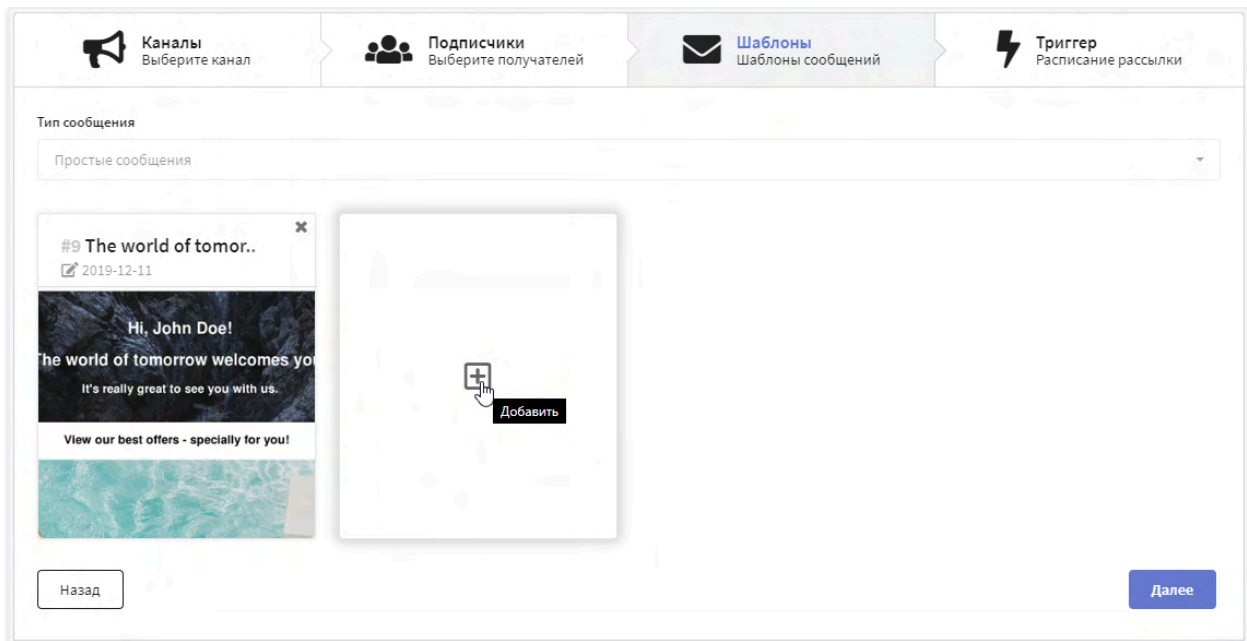 Каналы
Выберите канал
Подписчики
Выберите получателей
Шаблоны
Шаблоны сообщений
Триггер
Расписание рассылки
Тип сообщения
Простые сообщения
#9 The world of tomor..
2019-12-11
Hi, John Doe!
The world of tomorrow welcomes you
It's really great to see you with us.
View our best offers - specially for you!
Добавить
Назад
Далее